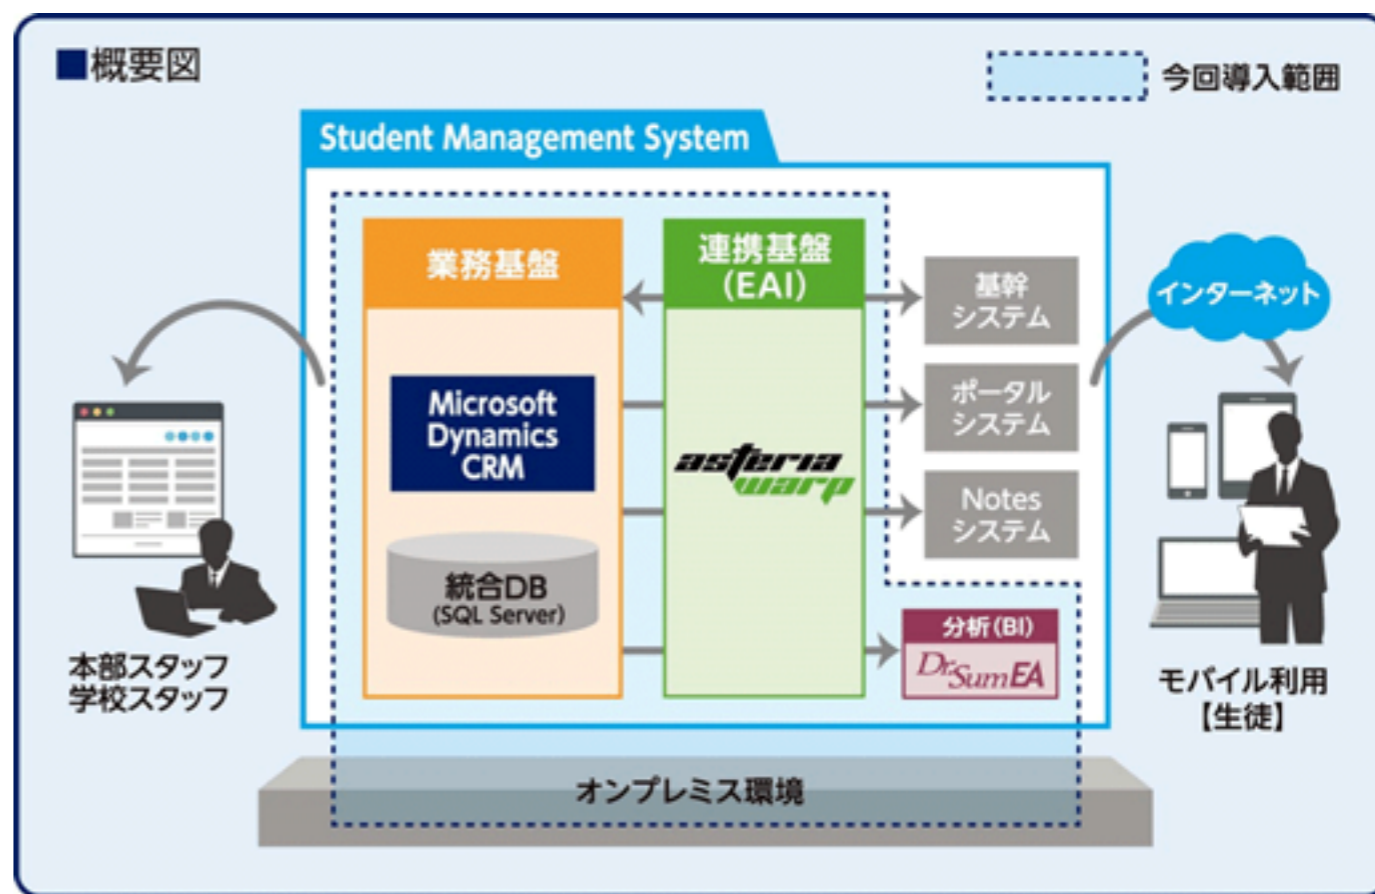 ■概要図
今回導入範囲
Student Management System
業務基盤
連携基盤
(EAI)
基幹
システム
インターネット
Microsoft
Dynamics
CRM
ポータル
システム
asteria
warp
Notes
システム
統合DB
(SQL Server)
分析(BI)
Dr.Sum EA
本部スタッフ
学校スタッフ
モバイル利用
【生徒】
オンプレミス環境